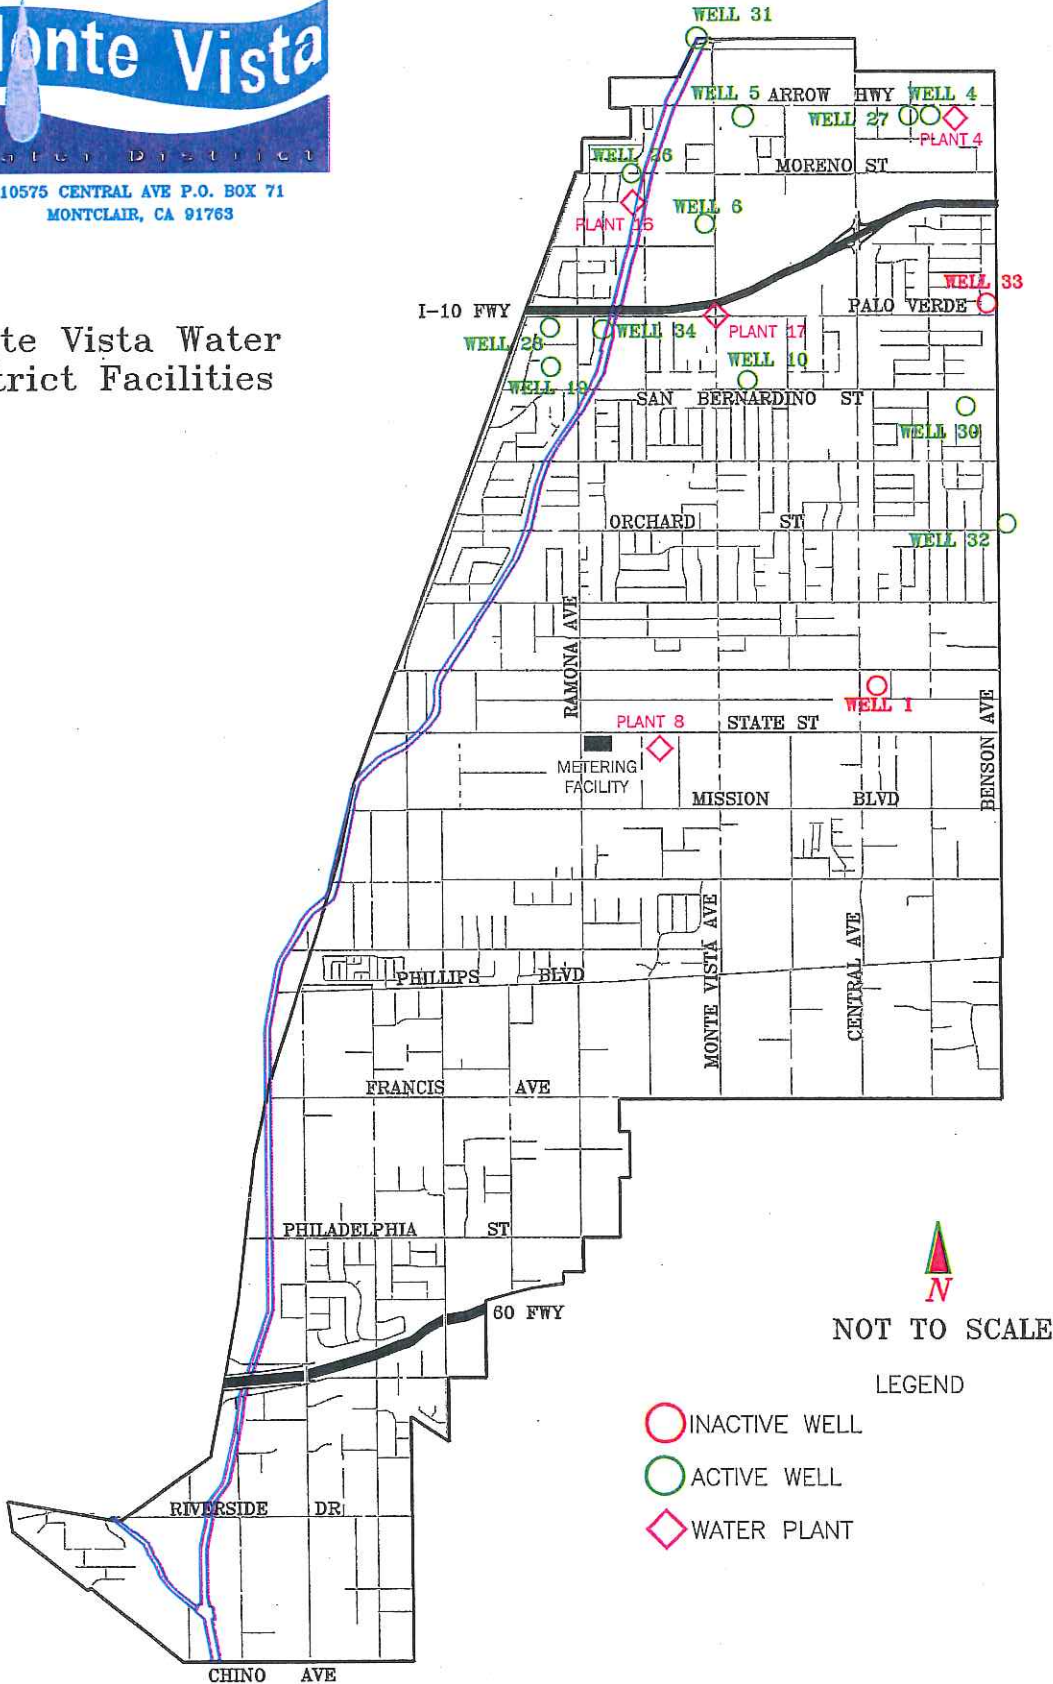 WELL 31
onte Vista
ater District
10575 CENTRAL AVE P.O. BOX 71
MONTCLAIR, CA 91763
WELL 5
ARROW HWY
WELL 4
WELL 27
PLANT 4
WELL 26
MORENO ST
PLANT 16
WELL 6
WELL 33
I-10 FWY
PALO VERDE
te Vista Water
trict Facilities
WELL 28
WELL 34
PLANT 17
WELL 19
WELL 10
SAN BERNARDINO ST
WELL 30
ORCHARD ST
WELL 32
RAMONA AVE
WELL 1
BENSON AVE
PLANT 8
STATE ST
METERING
FACILITY
MISSION BLVD
MONTE VISTA AVE
CENTRAL AVE
PHILLIPS BLVD
FRANCIS AVE
PHILADELPHIA ST
60 FWY
N
NOT TO SCALE
LEGEND
INACTIVE WELL
ACTIVE WELL
WATER PLANT
RIVERSIDE DR
CHINO AVE